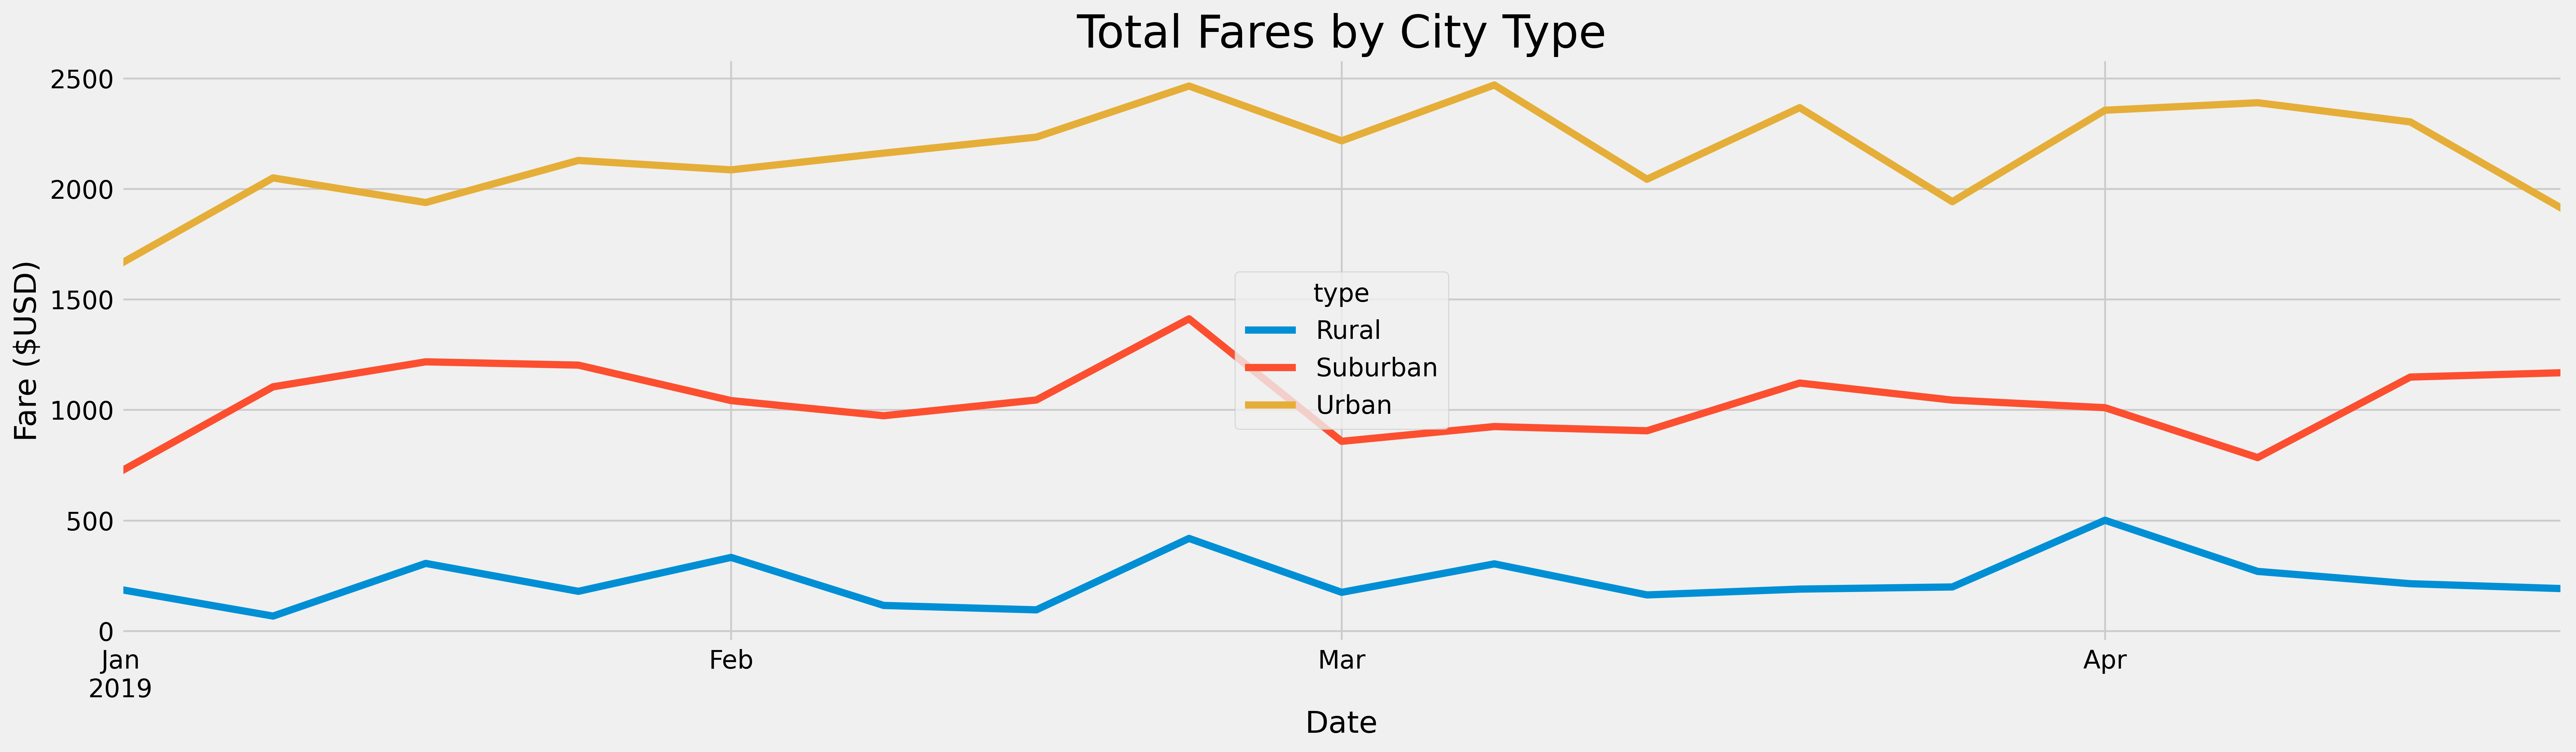 Total Fares by City Type
Fare ($USD)
2500
2000
1500
1000
500
0
type
Rural
Suburban
Urban
Jan Feb Mar Apr
2019
Date